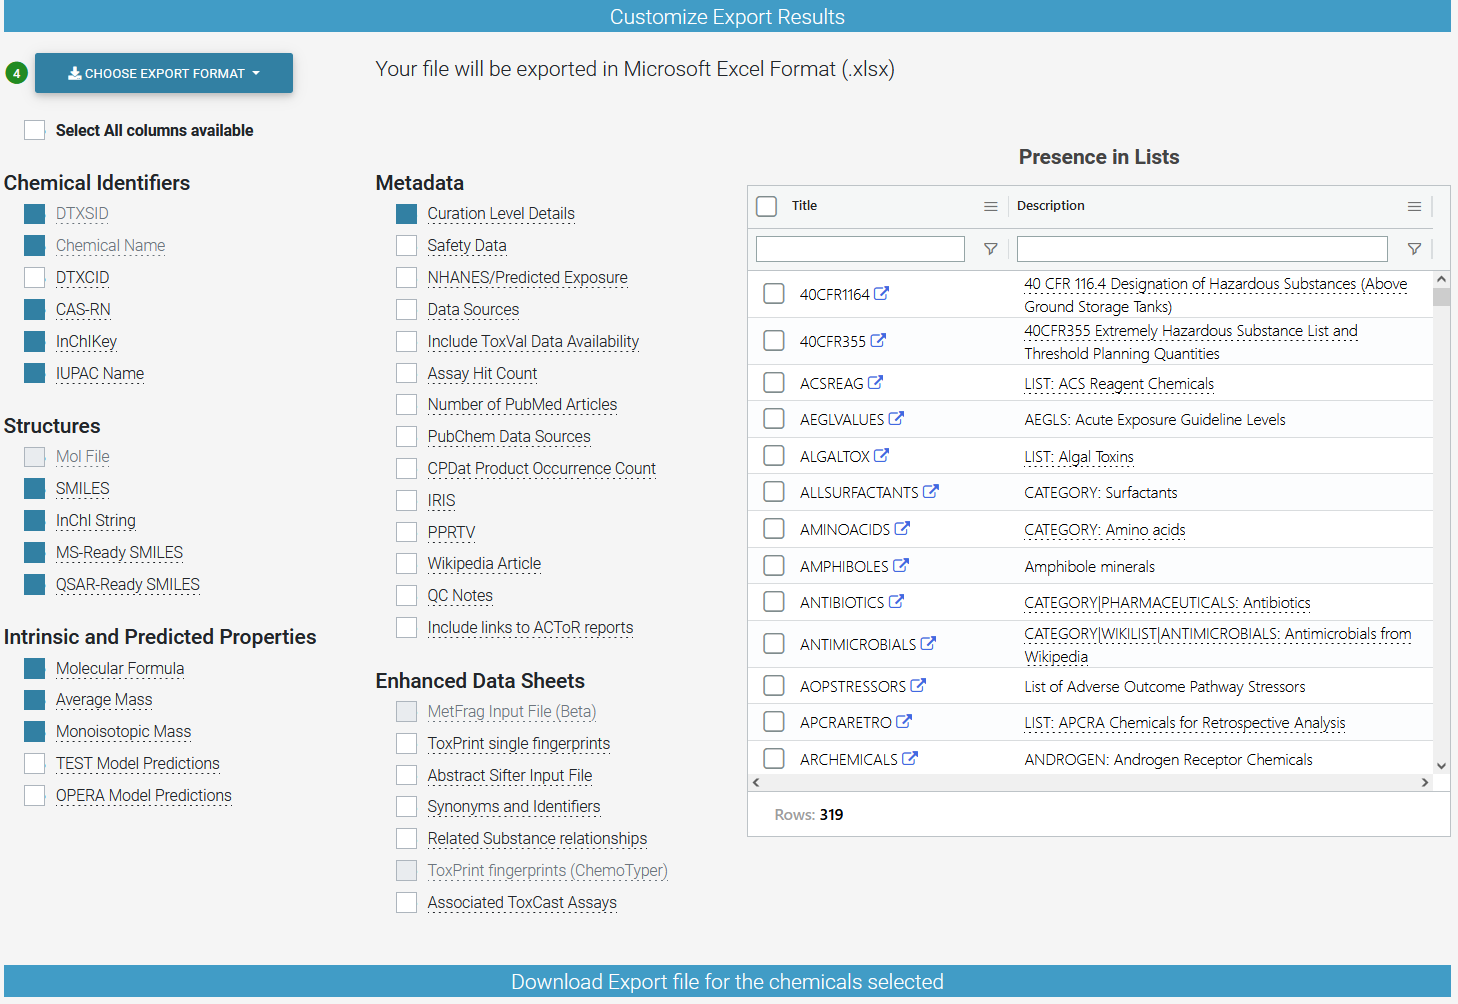 Customize Export Results
4
CHOOSE EXPORT FORMAT
Your file will be exported in Microsoft Excel Format (.xlsx)
Select All columns available
Chemical Identifiers
DTXSID
Chemical Name
DTXCID
CAS-RN
InChIKey
IUPAC Name
Structures
Mol File
SMILES
InChI String
MS-Ready SMILES
QSAR-Ready SMILES
Intrinsic and Predicted Properties
Molecular Formula
Average Mass
Monoisotopic Mass
TEST Model Predictions
OPERA Model Predictions
Metadata
Curation Level Details
Safety Data
NHANES/Predicted Exposure
Data Sources
Include ToxVal Data Availability
Assay Hit Count
Number of PubMed Articles
PubChem Data Sources
CPDat Product Occurrence Count
IRIS
PPRTV
Wikipedia Article
QC Notes
Include links to ACToR reports
Enhanced Data Sheets
MetFrag Input File (Beta)
ToxPrint single fingerprints
Abstract Sifter Input File
Synonyms and Identifiers
Related Substance relationships
ToxPrint fingerprints (ChemoTyper)
Associated ToxCast Assays
Presence in Lists
Title Description
40CFR1164 40 CFR 116.4 Designation of Hazardous Substances (Above
Ground Storage Tanks)
40CFR355 40CFR355 Extremely Hazardous Substance List and
Threshold Planning Quantities
ACSREAG LIST: ACS Reagent Chemicals
AEGLVALUES AEGLS: Acute Exposure Guideline Levels
ALGALTOX LIST: Algal Toxins
ALLSURFACTANTS CATEGORY: Surfactants
AMINOACIDS CATEGORY: Amino acids
AMPHIBOLES Amphibole minerals
ANTIBIOTICS CATEGORY|PHARMACEUTICALS: Antibiotics
ANTIMICROBIALS CATEGORY|WIKILIST|ANTIMICROBIALS: Antimicrobials from
Wikipedia
AOPSTRESSORS List of Adverse Outcome Pathway Stressors
APCRARETRO LIST: APCRA Chemicals for Retrospective Analysis
ARCHEMICALS ANDROGEN: Androgen Receptor Chemicals
Rows: 319
Download Export file for the chemicals selected